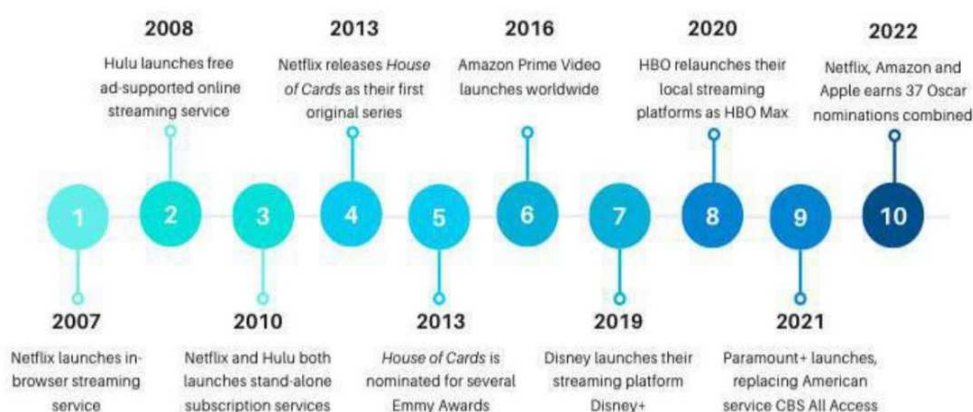 2008
Hulu launches free
ad-supported online
streaming service
2013
Netflix releases House
of Cards as their first
original series
2016
Amazon Prime Video
launches worldwide
2020
HBO relaunches their
local streaming
platforms as HBO Max
2022
Netflix, Amazon and
Apple earns 37 Oscar
nominations combined
1
2
3
4
5
6
7
8
9
10
2007
Netflix launches in-
browser streaming
service
2010
Netflix and Hulu both
launches stand-alone
subscription services
2013
House of Cards is
nominated for several
Emmy Awards
2019
Disney launches their
streaming platform
Disney+
2021
Paramount+ launches,
replacing American
service CBS All Access